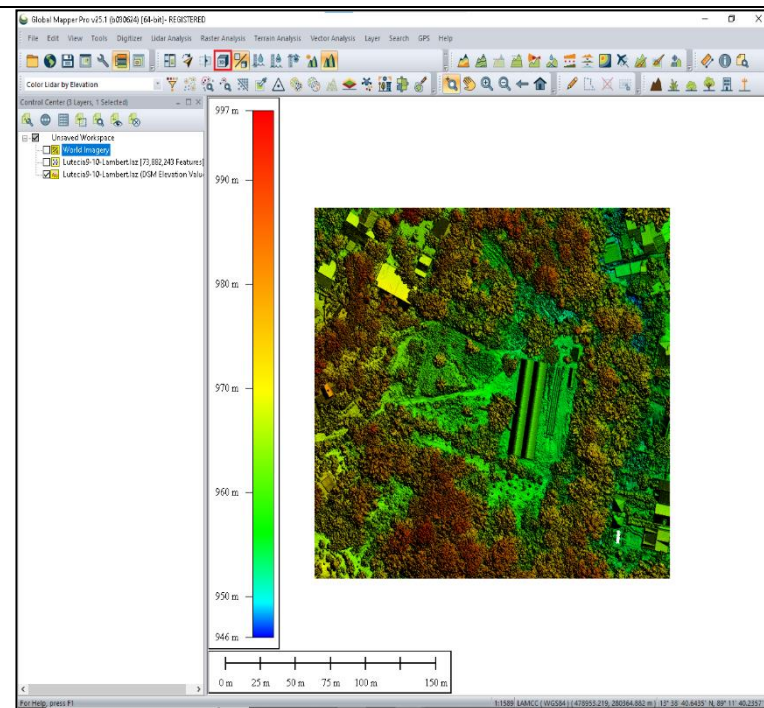 Global Mapper Pro v25.1 (b030624) [64-bit]- REGISTERED
File Edit View Tools Digitizer Lidar Analysis Raster Analysis Terrain Analysis Vector Analysis Layer Search GPS Help
Color Lidar by Elevation
Control Center (3 Layers, 1 Selected)
Unsaved Workspace
World Imagery
Lutecia9-10-Lambert.laz [73,882,243 Features]
Lutecia9-10-Lambert.laz (DSM Elevation Valu
997 m
990 m
980 m
970 m
960 m
950 m
946 m
0 m 25 m 50 m 75 m 100 m 150 m
For Help, press F1
1:1589 LAMCC ( WGS84 ) ( 478953.219, 280364.882 m ) 13° 38' 40.6435" N, 89° 11' 40.2357"